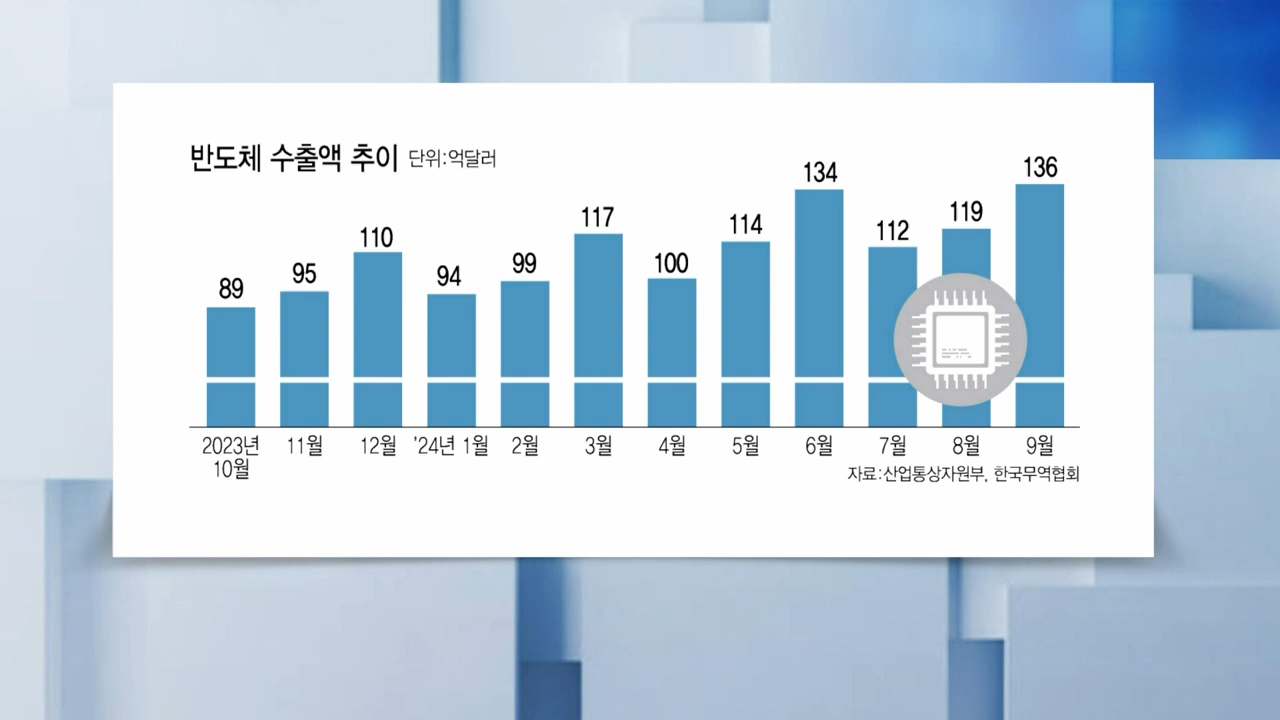 반도체 수출액 추이 단위:억달러
89 95 110 94 99 117 100 114 134 112 119 136
2023년 11월 12월 '24년 1월 2월 3월 4월 5월 6월 7월 8월 9월
10월
자료:산업통상자원부, 한국무역협회